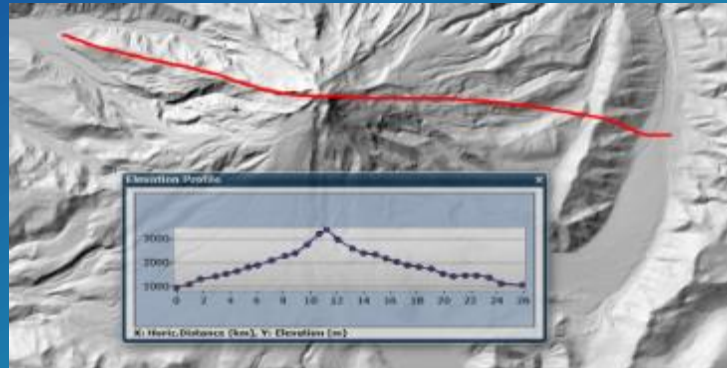 Elevation Profile
3000
2000
1000
0 2 4 6 8 10 12 14 16 18 20 22 24 26
X: Horiz.Distance (km), Y: Elevation (m)